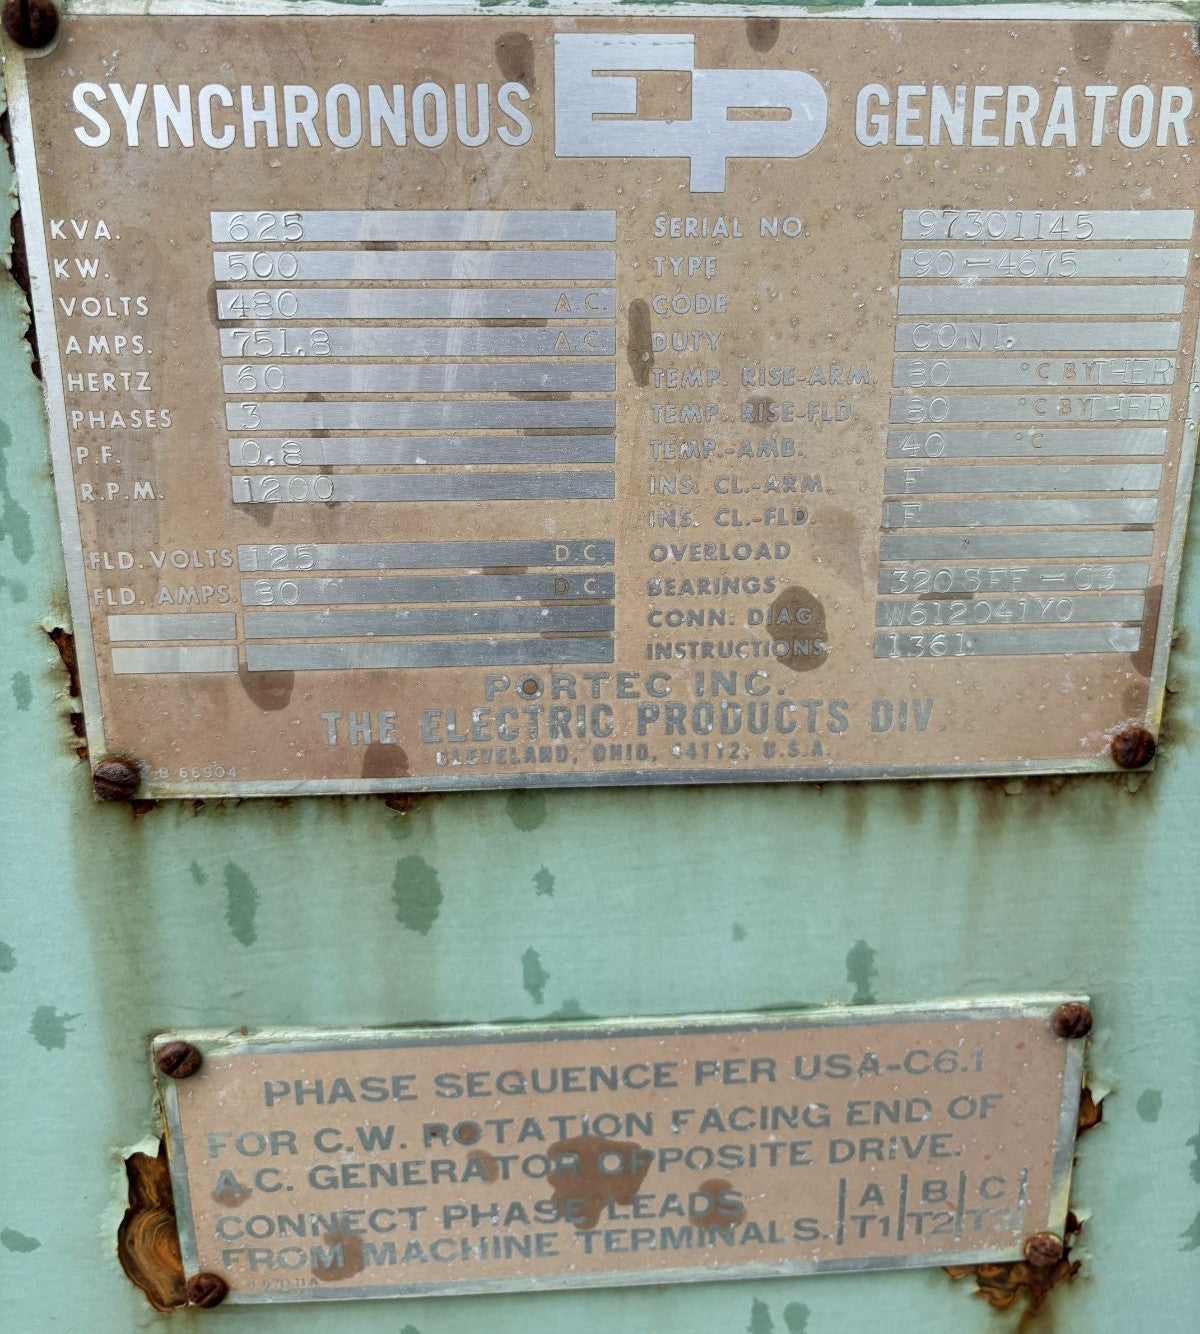 SYNCHRONOUS EP GENERATOR
KVA. 625
KW. 500
VOLTS 480 A.C.
AMPS. 751.8 A.C.
HERTZ 60
PHASES 3
P.F. 0.8
R.P.M. 1200
FLD. VOLTS 125 D.C.
FLD. AMPS. 30 D.C.
SERIAL NO. 97301145
TYPE 90-4675
CODE
DUTY CONT.
TEMP. RISE-ARM. 80 °C BY THER
TEMP. RISE-FLD. 80 °C BY THER
TEMP.-AMB. 40 °C
INS. CL.-ARM. F
INS. CL.-FLD. F
OVERLOAD
BEARINGS 320SFF-C3
CONN. DIAG. W612041Y0
INSTRUCTIONS 1361
PORTEC INC.
THE ELECTRIC PRODUCTS DIV.
CLEVELAND, OHIO, 44112, U.S.A.
B 66904
PHASE SEQUENCE PER USA-C6.1
FOR C.W. ROTATION FACING END OF
A.C. GENERATOR OPPOSITE DRIVE.
CONNECT PHASE LEADS | A | B | C |
FROM MACHINE TERMINALS. | T1 | T2 | T3 |